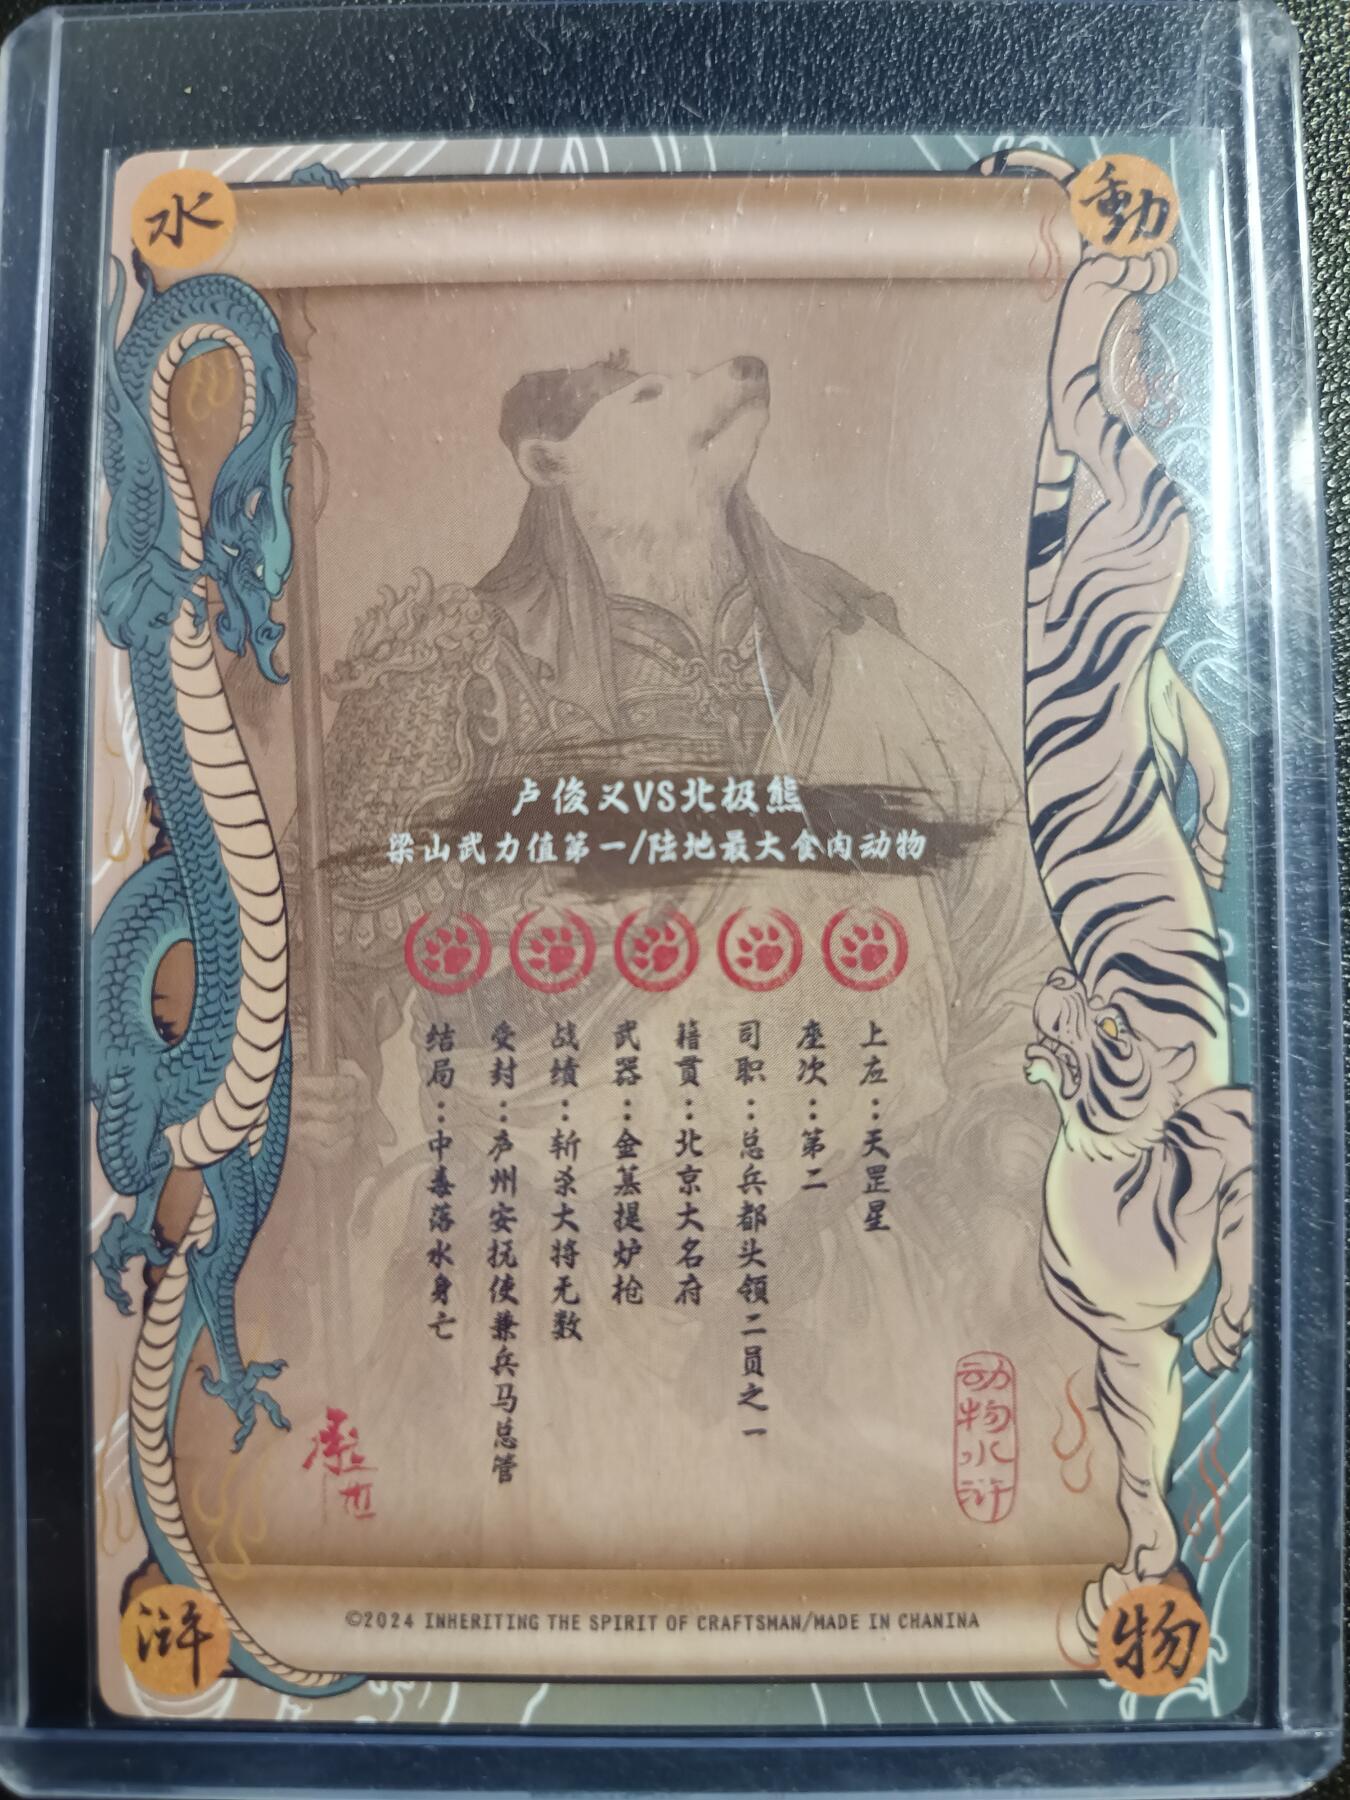 水
動
卢俊义VS北极熊
梁山武力值第一/陆地最大食肉动物
上应：天罡星
座次：第二
司职：总兵都头领二员之一
籍贯：北京大名府
武器：金纂提炉枪
战绩：斩杀大将无数
受封：庐州安抚使兼兵马总管
结局：中毒落水身亡
动物水浒
承世
©2024 INHERITING THE SPIRIT OF CRAFTSMAN/MADE IN CHANINA
浒
物